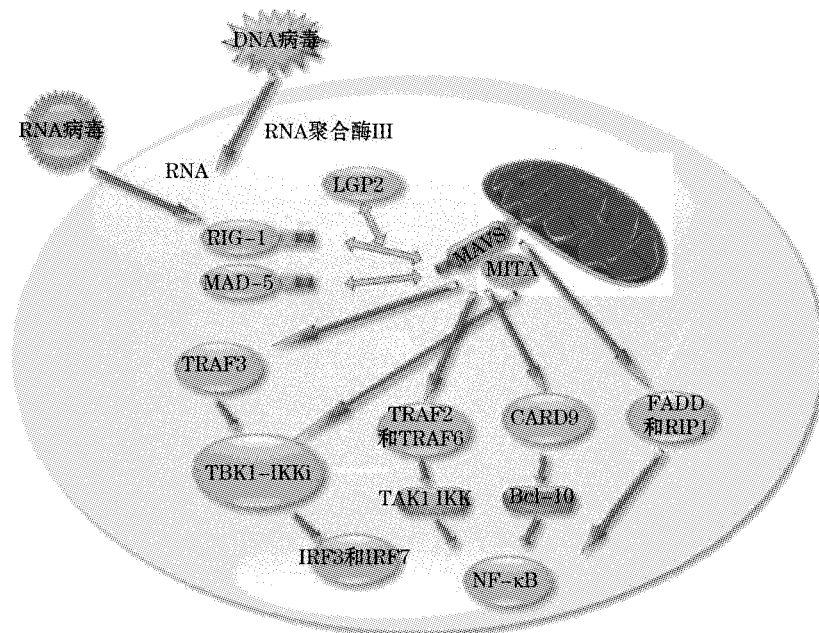 DNA病毒
RNA病毒
RNA聚合酶III
RNA
LGP2
RIG-1
MAVS
MAD-5
MITA
TRAF3
TRAF2
和TRAF6
CARD9
FADD
和RIP1
TBK1-IKKi
TAK1 IKK
Bcl-10
IRF3和IRF7
NF-κB